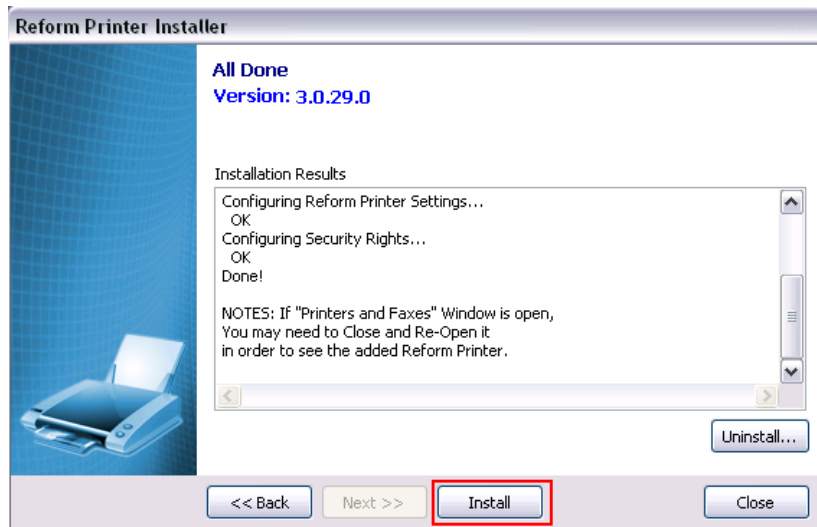 Reform Printer Installer
All Done
Version: 3.0.29.0
Installation Results
Configuring Reform Printer Settings...
OK
Configuring Security Rights...
OK
Done!
NOTES: If "Printers and Faxes" Window is open,
You may need to Close and Re-Open it
in order to see the added Reform Printer.
Uninstall...
<< Back Next >> Install Close